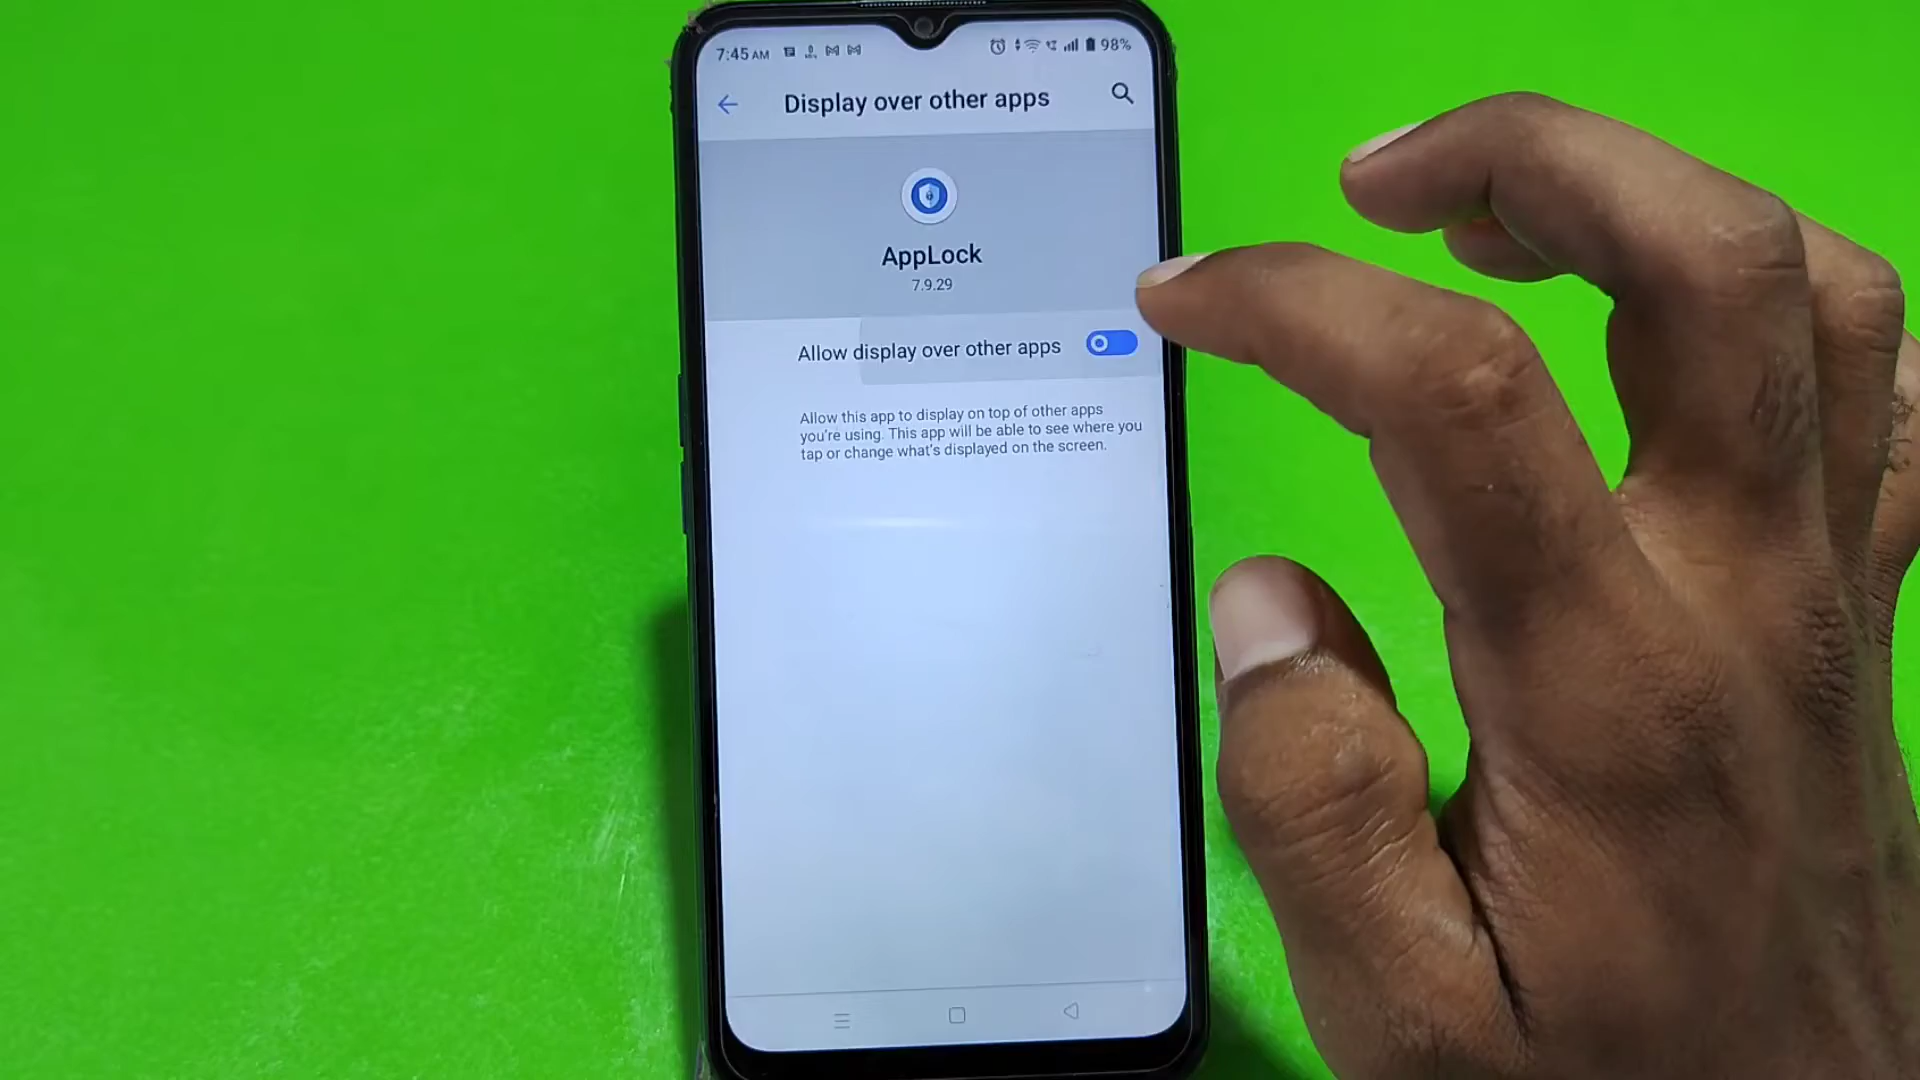 7:45 AM 98%
Display over other apps
AppLock
7.9.29
Allow display over other apps
Allow this app to display on top of other apps
you're using. This app will be able to see where you
tap or change what's displayed on the screen.